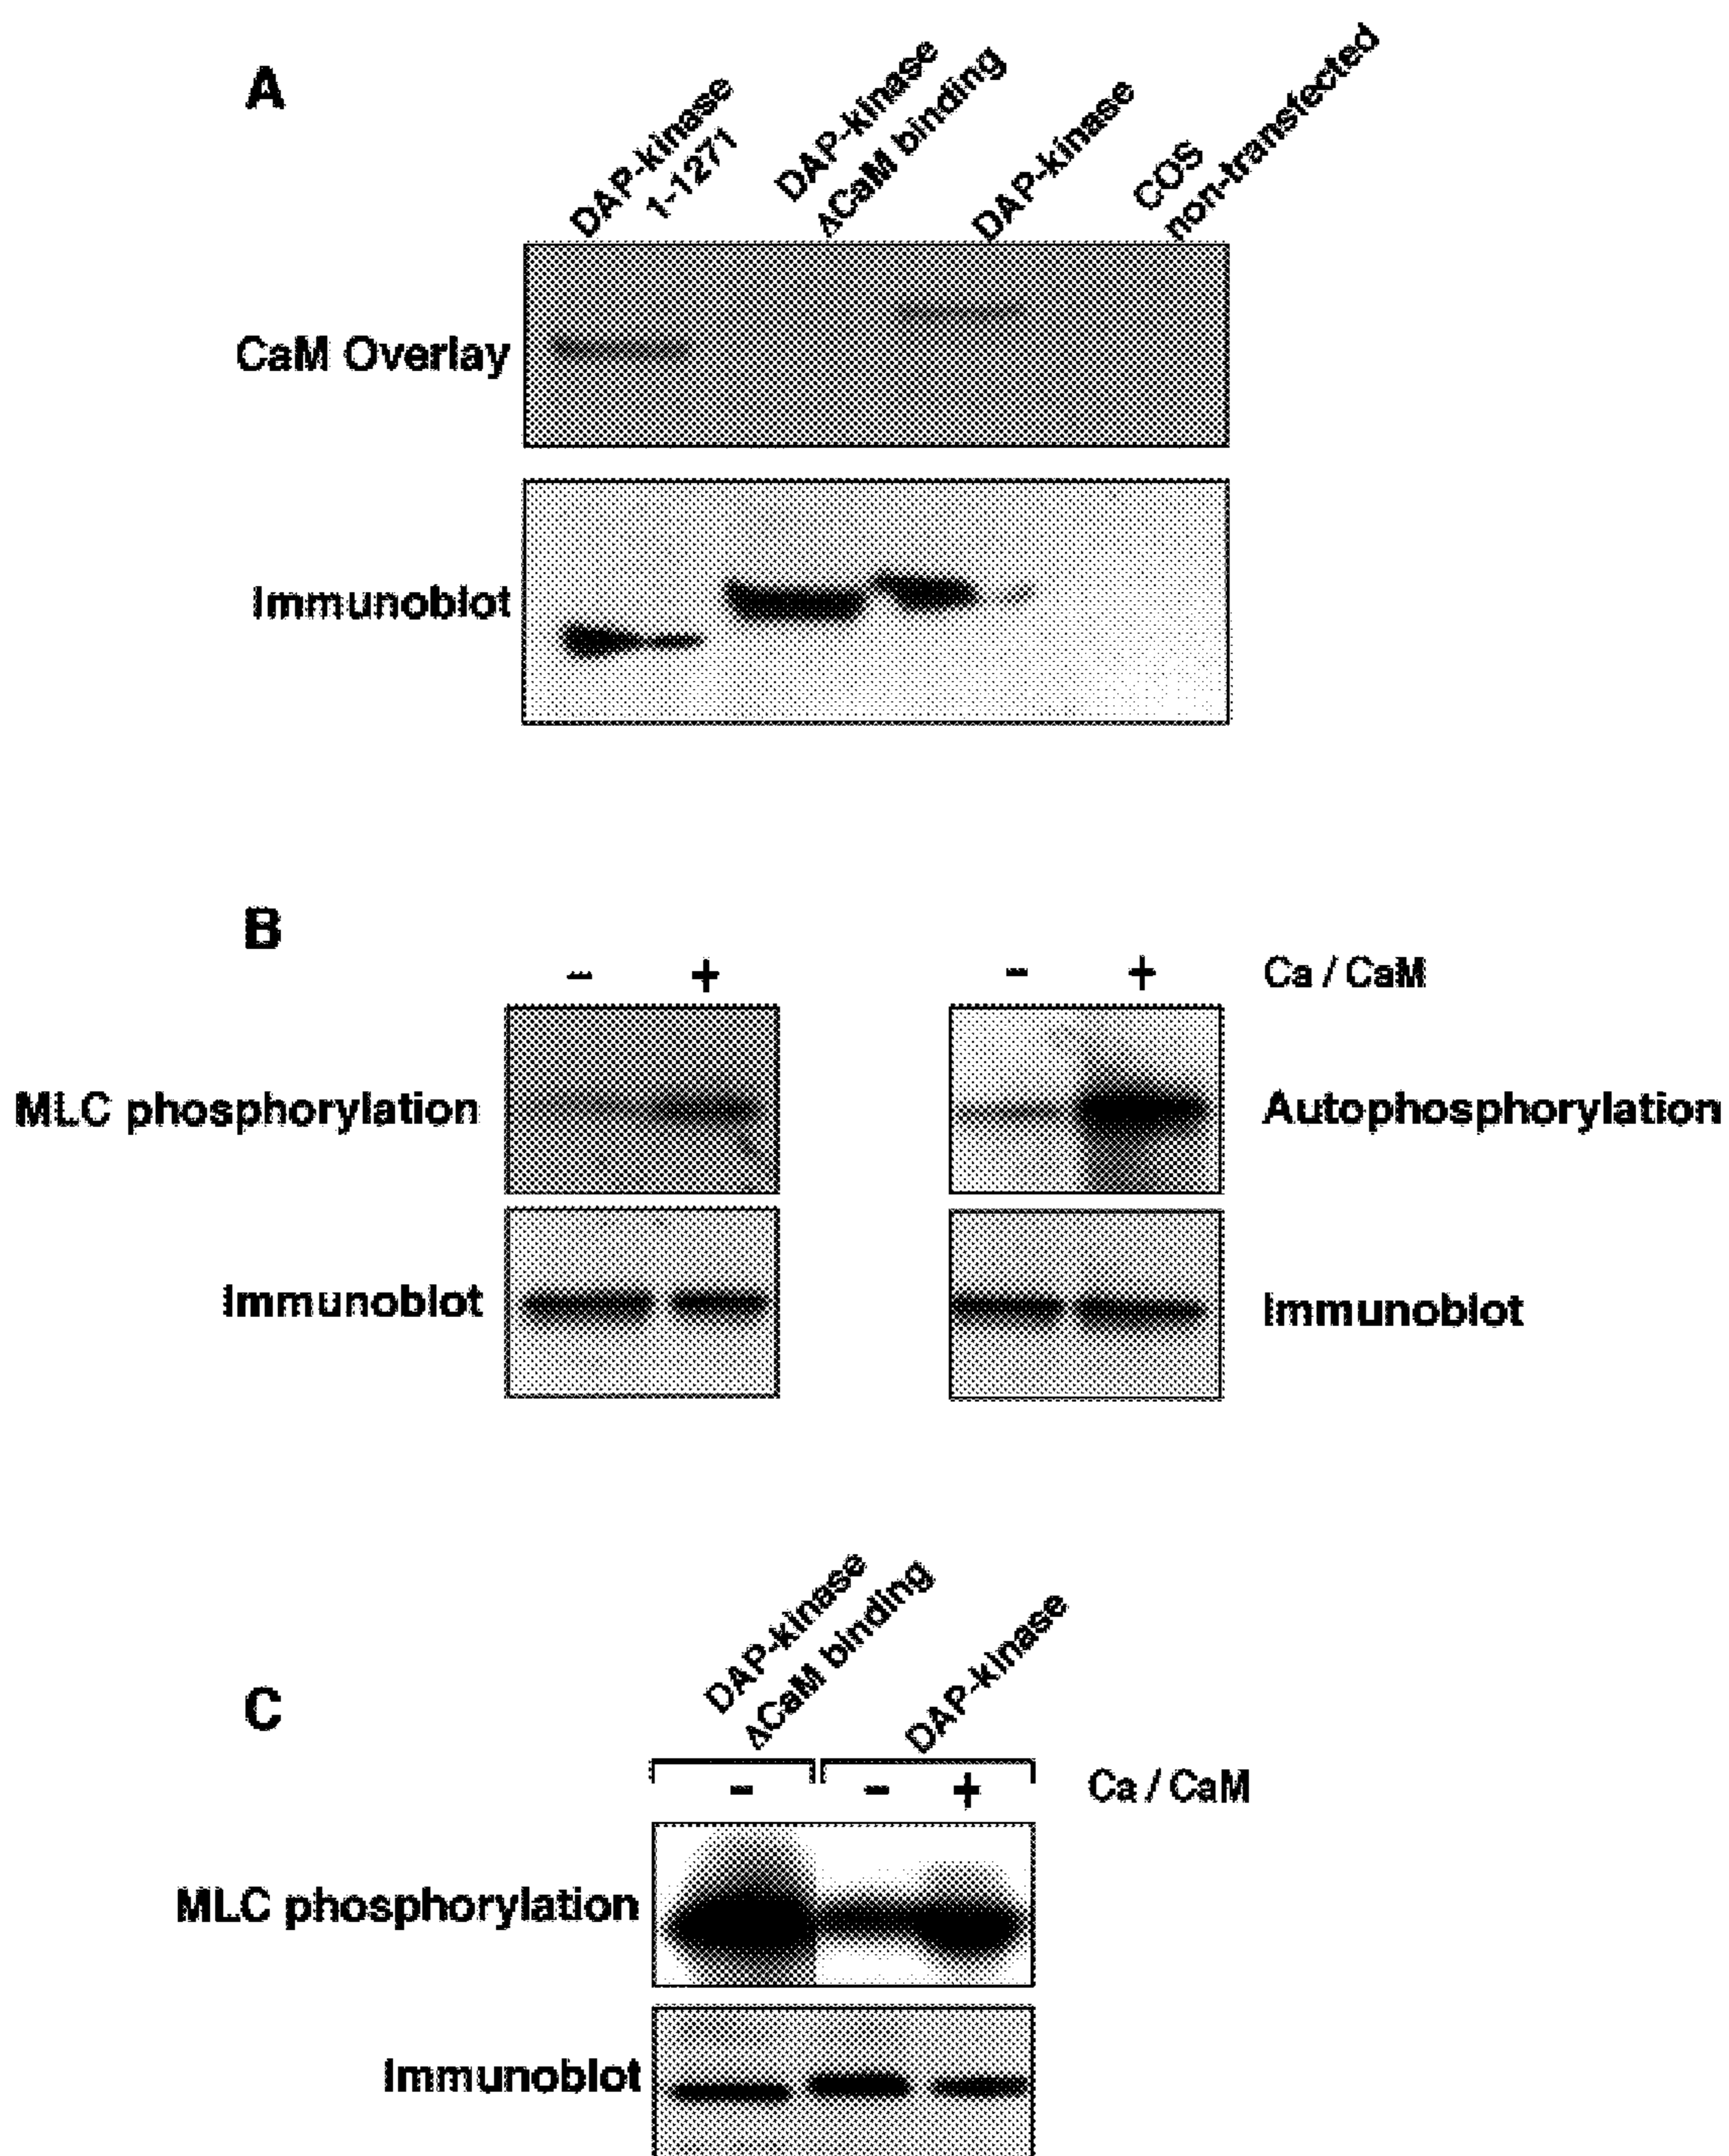 A
DAP-kinase
1-1271
DAP-kinase
ΔCaM binding
DAP-kinase
COS
non-transfected
CaM Overlay
Immunoblot
B
- +
- +
Ca / CaM
MLC phosphorylation
Autophosphorylation
Immunoblot
Immunoblot
C
DAP-kinase
ΔCaM binding
DAP-kinase
- - +
Ca / CaM
MLC phosphorylation
Immunoblot